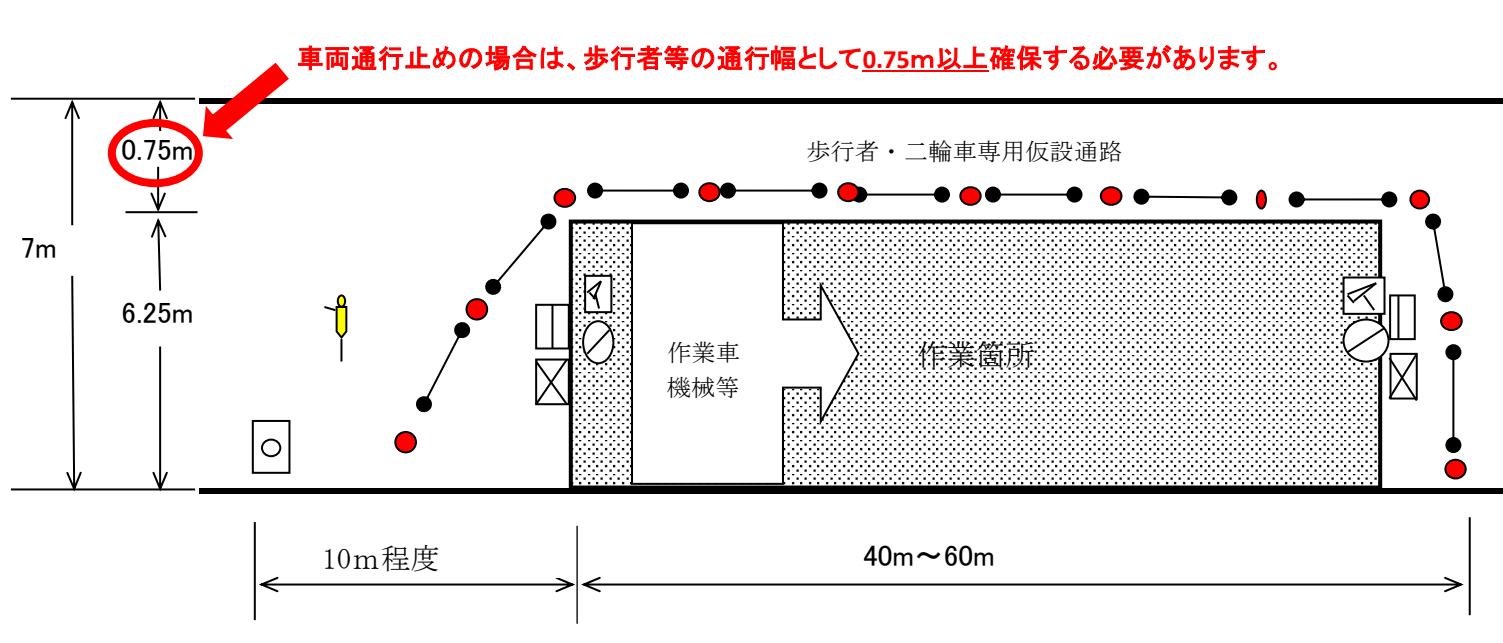 車両通行止めの場合は、歩行者等の通行幅として0.75m以上確保する必要があります。
0.75m
歩行者・二輪車専用仮設通路
7m
6.25m
作業車
機械等
作業箇所
10m程度
40m～60m